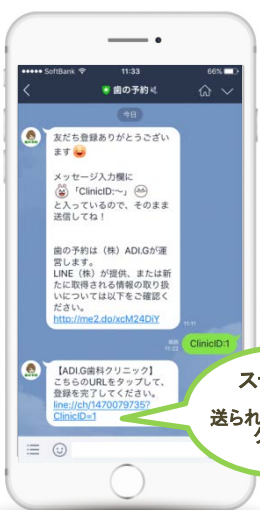 SoftBank 11:33 66%
歯の予約
今日
友だち登録ありがとうござい
ます
メッセージ入力欄に
「ClinicID:～」
と入っているので、そのまま
送信してね！
歯の予約は（株）ADI.Gが運
営します。
LINE（株）が提供、または新
たに取得される情報の取り扱
いについては以下をご確認く
ださい。
http://me2.do/xcM24DiY
11:11
ClinicID:1
既読
11:22
【ADI.G歯科クリニック】
こちらのURLをタップして、
登録を完了してください。
line://ch/1470079735?
ClinicID=1
ス
送られ